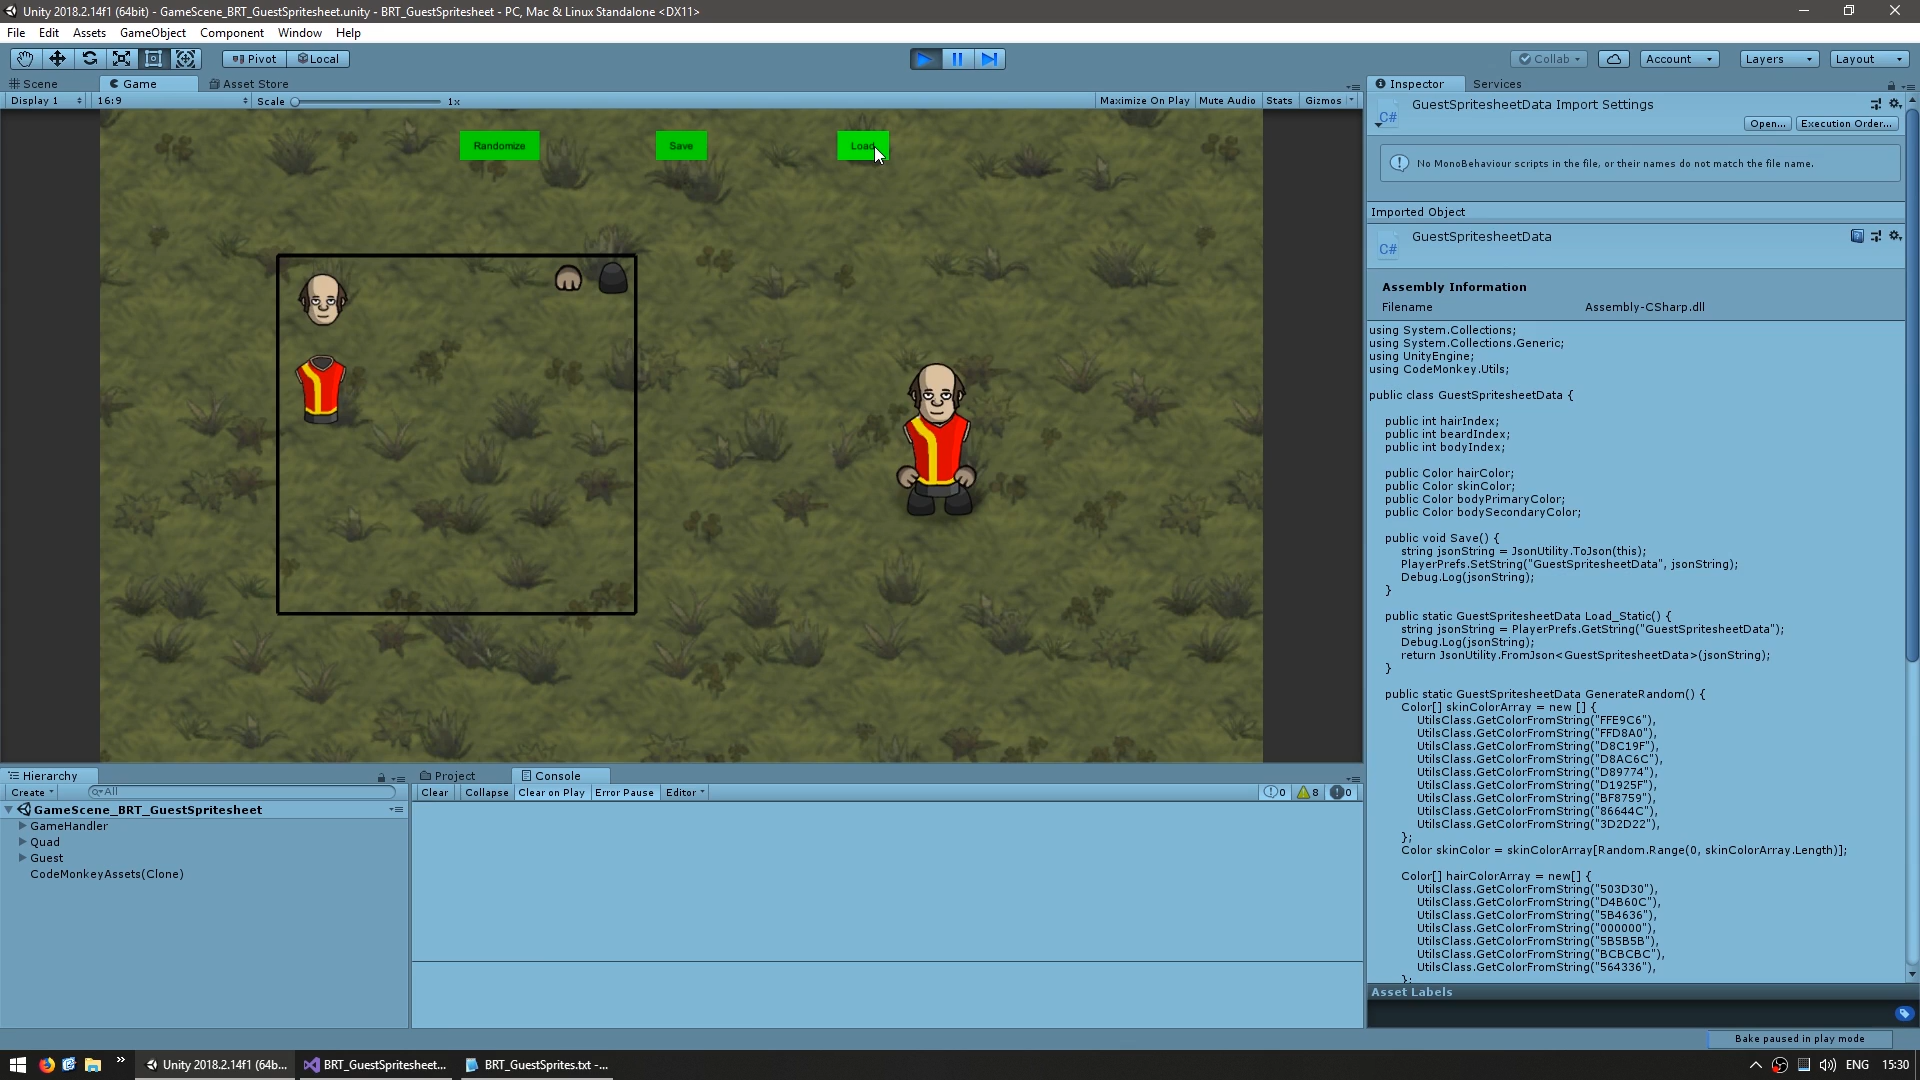 Unity 2018.2.14f1 (64bit) - GameScene_BRT_GuestSpritesheet.unity - BRT_GuestSpritesheet - PC, Mac & Linux Standalone <DX11>
File Edit Assets GameObject Component Window Help
Pivot Local Collab Account Layers Layout
Scene Game Asset Store
Display 1 16:9 Scale 1x Maximize On Play Mute Audio Stats Gizmos
Randomize Save Load
Hierarchy
Create All
GameScene_BRT_GuestSpritesheet
GameHandler
Quad
Guest
CodeMonkeyAssets(Clone)
Project Console
Clear Collapse Clear on Play Error Pause Editor 0 8 0
Inspector Services
GuestSpritesheetData Import Settings
C#
Open... Execution Order...
No MonoBehaviour scripts in the file, or their names do not match the file name.
Imported Object
GuestSpritesheetData
C#
Assembly Information
Filename Assembly-CSharp.dll
using System.Collections;
using System.Collections.Generic;
using UnityEngine;
using CodeMonkey.Utils;
public class GuestSpritesheetData {
public int hairIndex;
public int beardIndex;
public int bodyIndex;
public Color hairColor;
public Color skinColor;
public Color bodyPrimaryColor;
public Color bodySecondaryColor;
public void Save() {
string jsonString = JsonUtility.ToJson(this);
PlayerPrefs.SetString("GuestSpritesheetData", jsonString);
Debug.Log(jsonString);
}
public static GuestSpritesheetData Load_Static() {
string jsonString = PlayerPrefs.GetString("GuestSpritesheetData");
Debug.Log(jsonString);
return JsonUtility.FromJson<GuestSpritesheetData>(jsonString);
}
public static GuestSpritesheetData GenerateRandom() {
Color[] skinColorArray = new [] {
UtilsClass.GetColorFromString("FFE9C6"),
UtilsClass.GetColorFromString("FFD8A0"),
UtilsClass.GetColorFromString("D8C19F"),
UtilsClass.GetColorFromString("D8AC6C"),
UtilsClass.GetColorFromString("D89774"),
UtilsClass.GetColorFromString("D1925F"),
UtilsClass.GetColorFromString("BF8759"),
UtilsClass.GetColorFromString("86644C"),
UtilsClass.GetColorFromString("3D2D22"),
};
Color skinColor = skinColorArray[Random.Range(0, skinColorArray.Length)];
Color[] hairColorArray = new[] {
UtilsClass.GetColorFromString("503D30"),
UtilsClass.GetColorFromString("D4B60C"),
UtilsClass.GetColorFromString("5B4636"),
UtilsClass.GetColorFromString("000000"),
UtilsClass.GetColorFromString("5B5B5B"),
UtilsClass.GetColorFromString("BCBCBC"),
UtilsClass.GetColorFromString("564336"),
};
Asset Labels
Bake paused in play mode
Unity 2018.2.14f1 (64b... BRT_GuestSpritesheet... BRT_GuestSprites.txt -... ENG 15:30